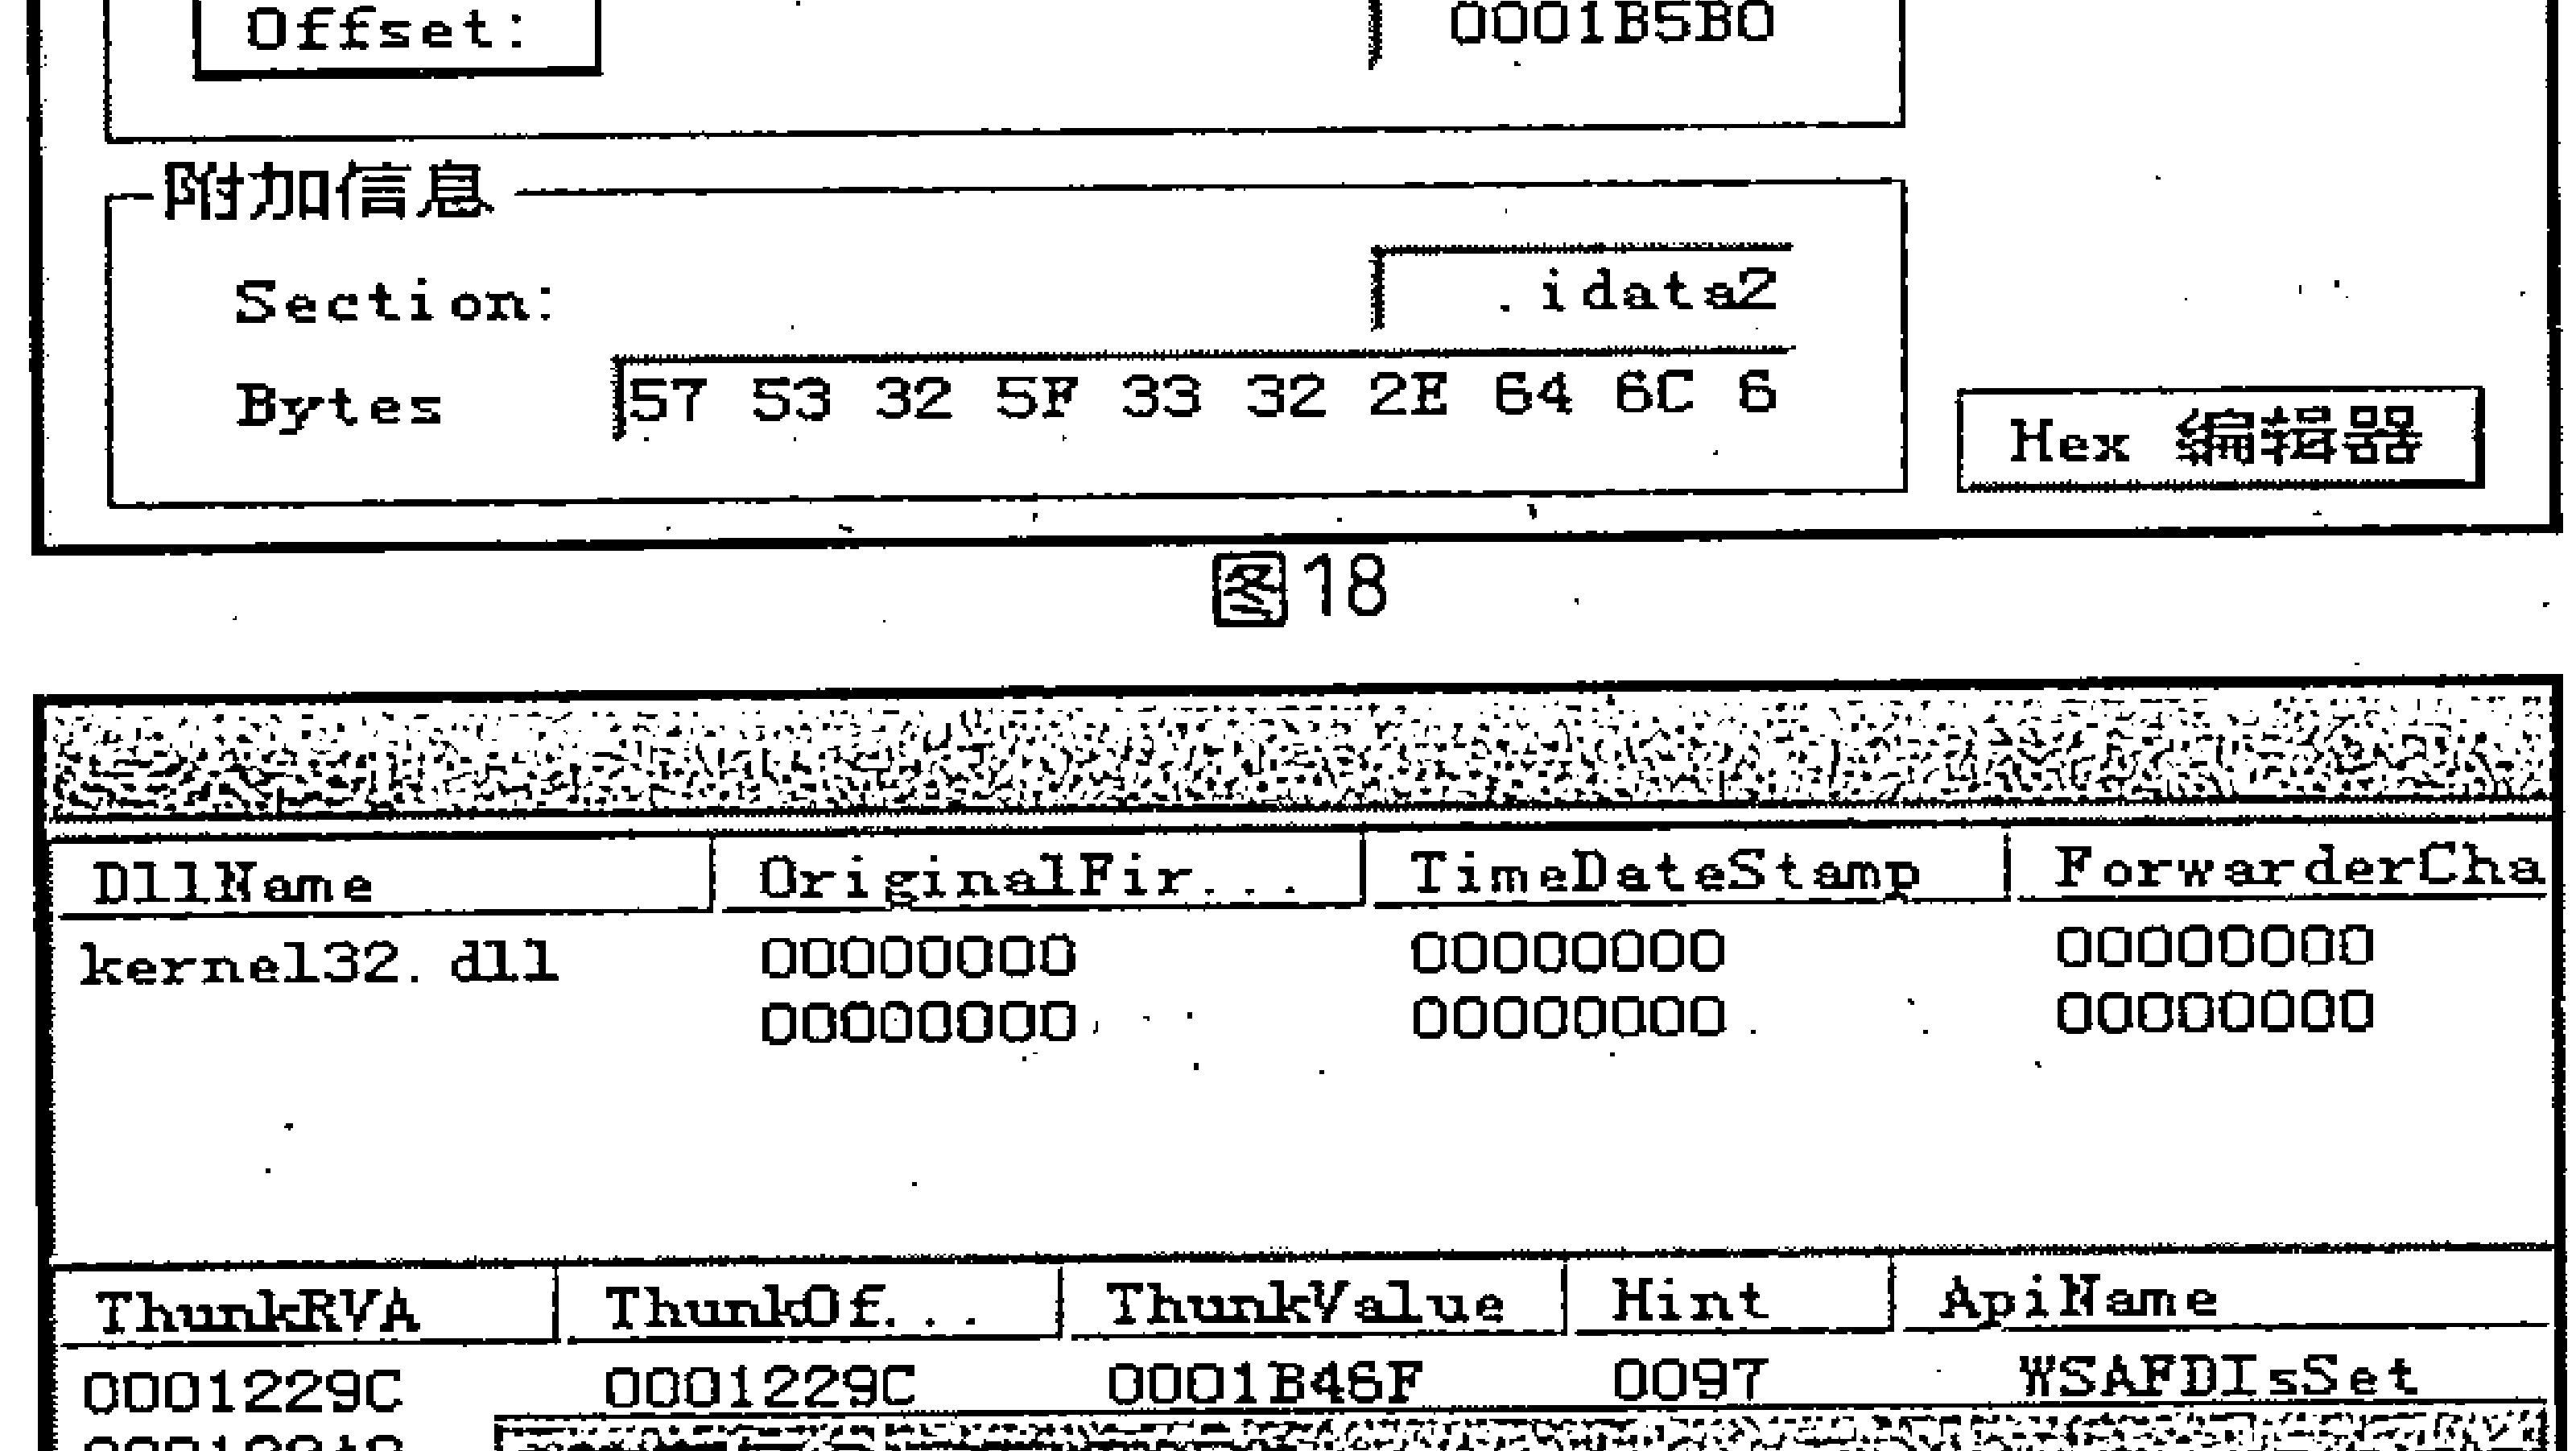 Offset: 0001B5B0
附加信息
Section: .idata2
Bytes 57 53 32 5F 33 32 2E 64 6C 6
Hex 编辑器
图18
DllName OriginalFir... TimeDateStamp ForwarderCha
kernel32.dll 00000000 00000000 00000000
00000000 00000000 00000000
ThunkRVA ThunkOf... ThunkValue Hint ApiName
0001229C 0001229C 0001B46F 0097 WSAFDIsSet